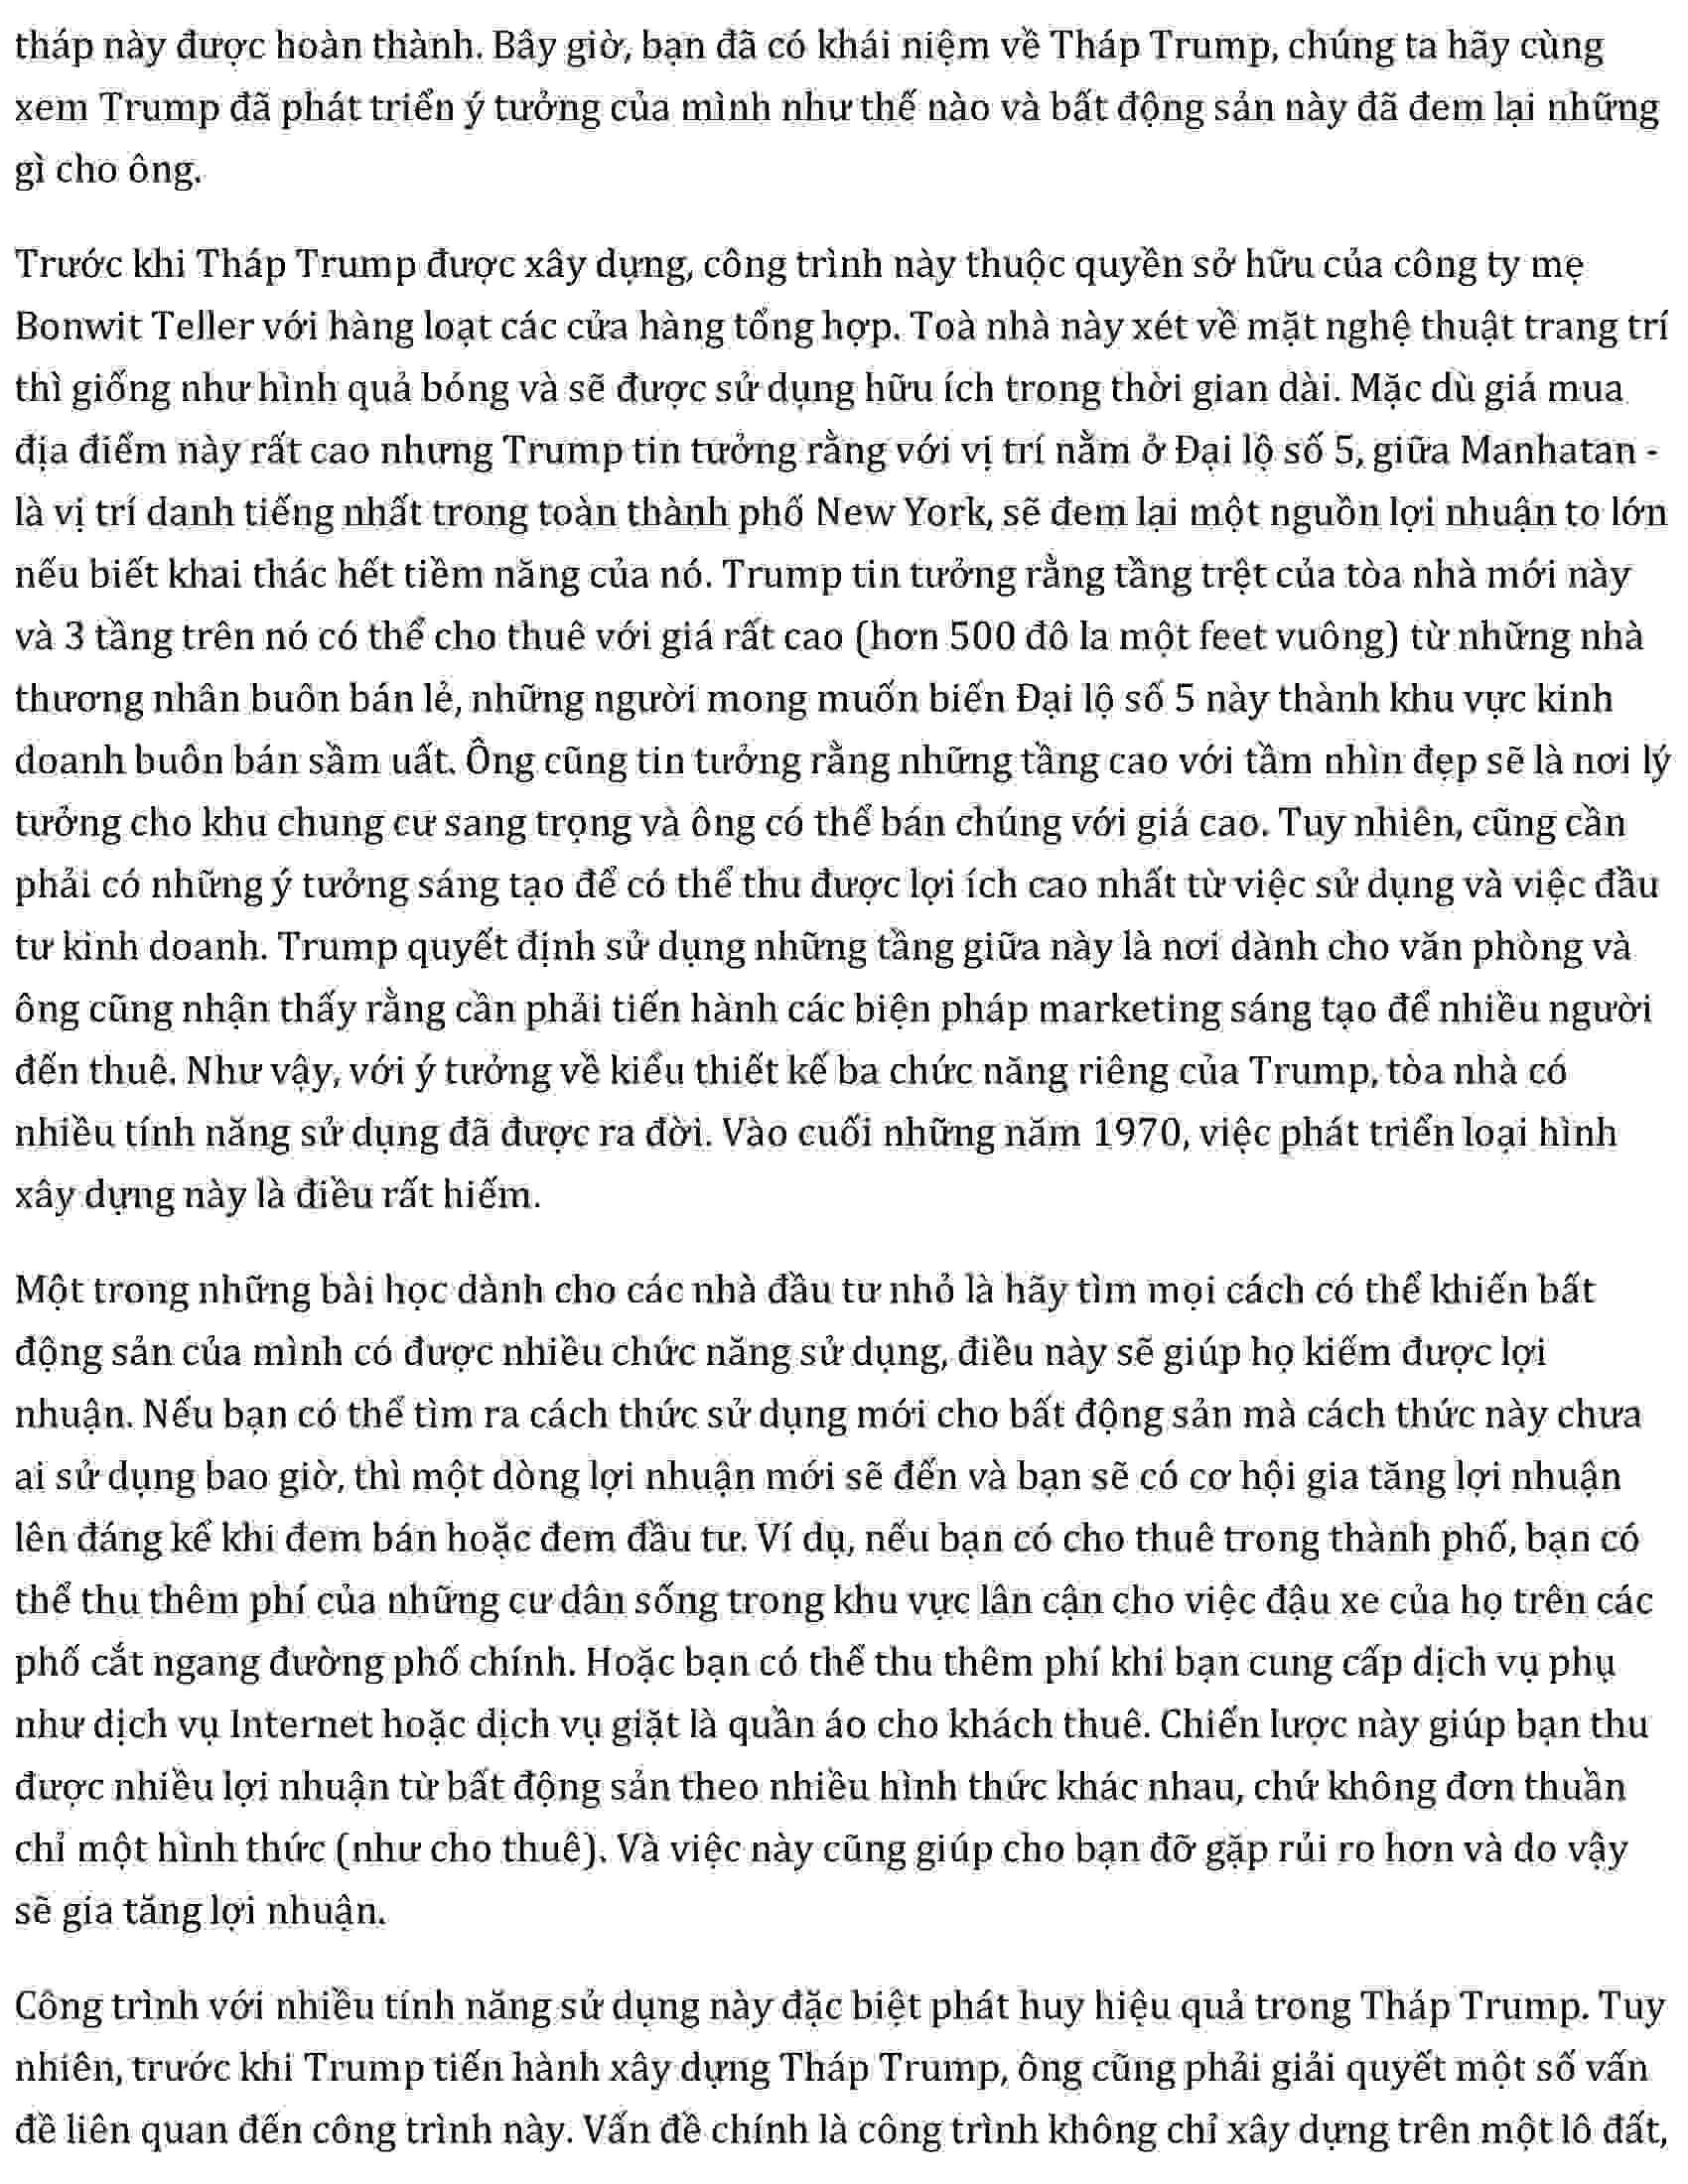 tháp này được hoàn thành. Bây giờ, bạn đã có khái niệm về Tháp Trump, chúng ta hãy cùng
xem Trump đã phát triển ý tưởng của mình như thế nào và bất động sản này đã đem lại những
gì cho ông.
Trước khi Tháp Trump được xây dựng, công trình này thuộc quyền sở hữu của công ty mẹ
Bonwit Teller với hàng loạt các cửa hàng tổng hợp. Toà nhà này xét về mặt nghệ thuật trang trí
thì giống như hình quả bóng và sẽ được sử dụng hữu ích trong thời gian dài. Mặc dù giá mua
địa điểm này rất cao nhưng Trump tin tưởng rằng với vị trí nằm ở Đại lộ số 5, giữa Manhatan -
là vị trí danh tiếng nhất trong toàn thành phố New York, sẽ đem lại một nguồn lợi nhuận to lớn
nếu biết khai thác hết tiềm năng của nó. Trump tin tưởng rằng tầng trệt của tòa nhà mới này
và 3 tầng trên nó có thể cho thuê với giá rất cao (hơn 500 đô la một feet vuông) từ những nhà
thương nhân buôn bán lẻ, những người mong muốn biến Đại lộ số 5 này thành khu vực kinh
doanh buôn bán sầm uất. Ông cũng tin tưởng rằng những tầng cao với tầm nhìn đẹp sẽ là nơi lý
tưởng cho khu chung cư sang trọng và ông có thể bán chúng với giá cao. Tuy nhiên, cũng cần
phải có những ý tưởng sáng tạo để có thể thu được lợi ích cao nhất từ việc sử dụng và việc đầu
tư kinh doanh. Trump quyết định sử dụng những tầng giữa này là nơi dành cho văn phòng và
ông cũng nhận thấy rằng cần phải tiến hành các biện pháp marketing sáng tạo để nhiều người
đến thuê. Như vậy, với ý tưởng về kiểu thiết kế ba chức năng riêng của Trump, tòa nhà có
nhiều tính năng sử dụng đã được ra đời. Vào cuối những năm 1970, việc phát triển loại hình
xây dựng này là điều rất hiếm.
Một trong những bài học dành cho các nhà đầu tư nhỏ là hãy tìm mọi cách có thể khiến bất
động sản của mình có được nhiều chức năng sử dụng, điều này sẽ giúp họ kiếm được lợi
nhuận. Nếu bạn có thể tìm ra cách thức sử dụng mới cho bất động sản mà cách thức này chưa
ai sử dụng bao giờ, thì một dòng lợi nhuận mới sẽ đến và bạn sẽ có cơ hội gia tăng lợi nhuận
lên đáng kể khi đem bán hoặc đem đầu tư. Ví dụ, nếu bạn có cho thuê trong thành phố, bạn có
thể thu thêm phí của những cư dân sống trong khu vực lân cận cho việc đậu xe của họ trên các
phố cắt ngang đường phố chính. Hoặc bạn có thể thu thêm phí khi bạn cung cấp dịch vụ phụ
như dịch vụ Internet hoặc dịch vụ giặt là quần áo cho khách thuê. Chiến lược này giúp bạn thu
được nhiều lợi nhuận từ bất động sản theo nhiều hình thức khác nhau, chứ không đơn thuần
chỉ một hình thức (như cho thuê). Và việc này cũng giúp cho bạn đỡ gặp rủi ro hơn và do vậy
sẽ gia tăng lợi nhuận.
Công trình với nhiều tính năng sử dụng này đặc biệt phát huy hiệu quả trong Tháp Trump. Tuy
nhiên, trước khi Trump tiến hành xây dựng Tháp Trump, ông cũng phải giải quyết một số vấn
đề liên quan đến công trình này. Vấn đề chính là công trình không chỉ xây dựng trên một lô đất,